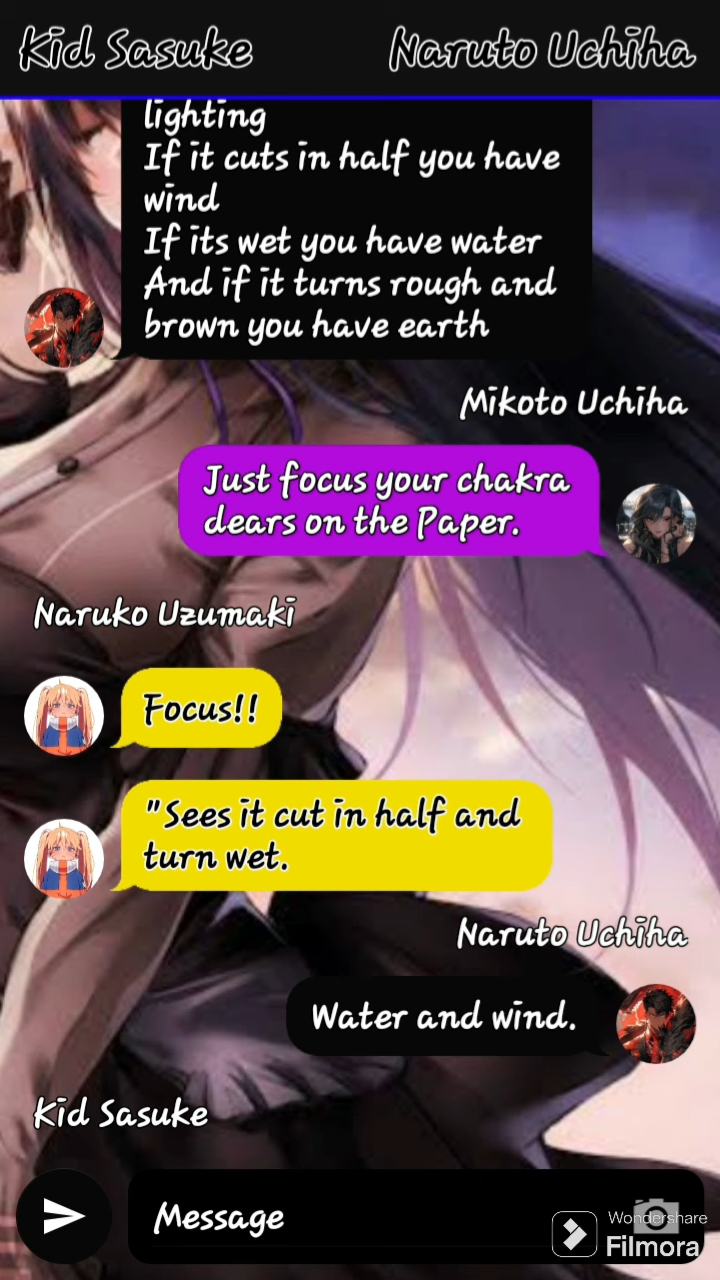 Kid Sasuke
Naruto Uchiha
lighting
If it cuts in half you have
wind
If its wet you have water
And if it turns rough and
brown you have earth
Mikoto Uchiha
Just focus your chakra
dears on the Paper.
Naruko Uzumaki
Focus!!
"Sees it cut in half and
turn wet.
Naruto Uchiha
Water and wind.
Kid Sasuke
Message
Wondershare
Filmora